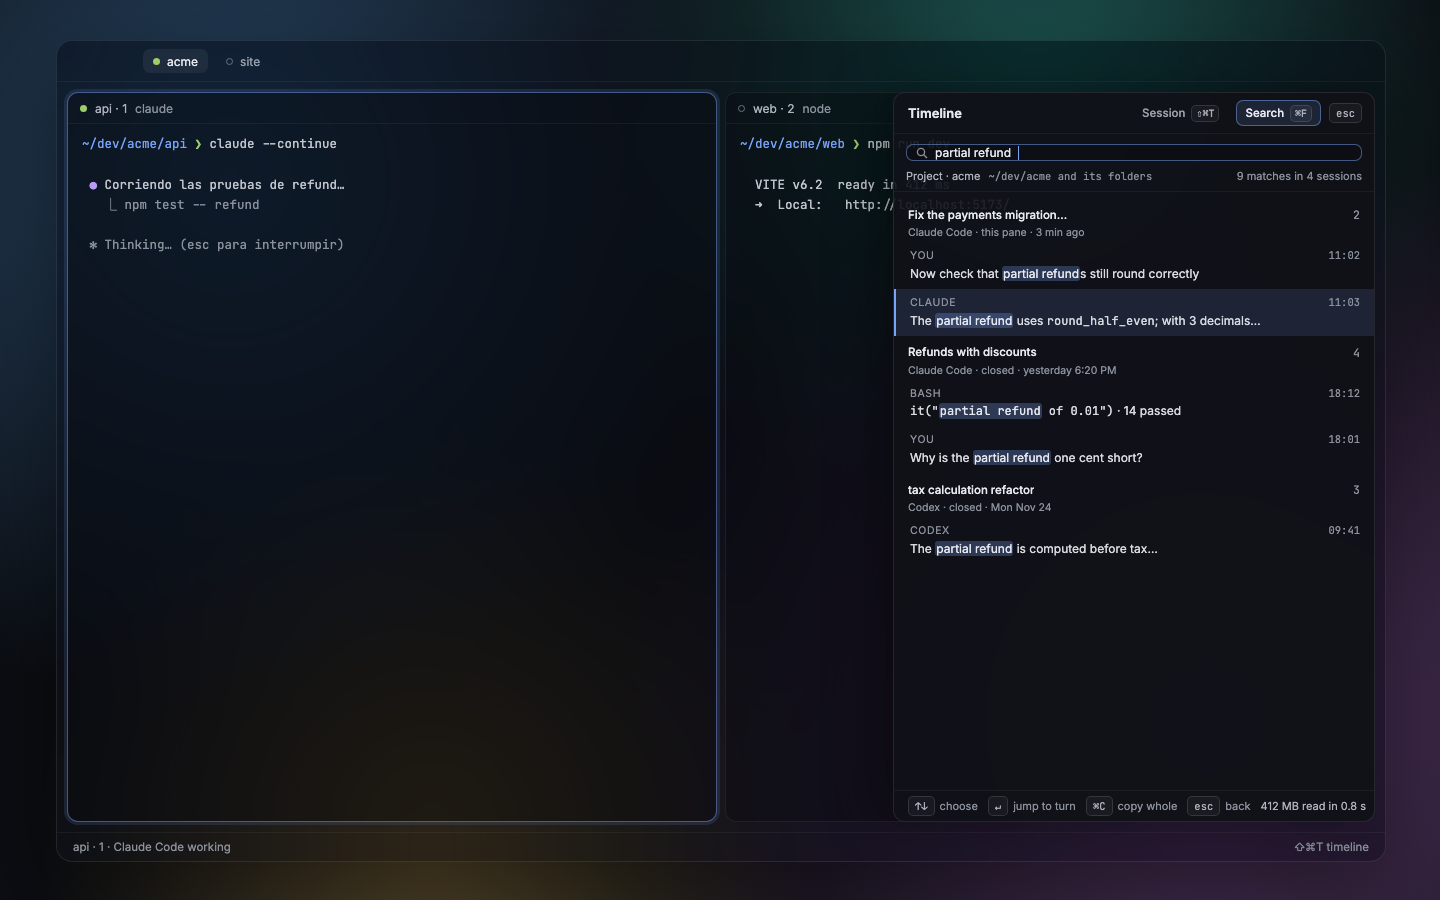 acme
site
api · 1 claude
~/dev/acme/api ❯ claude --continue
● Corriendo las pruebas de refund…
⎿ npm test -- refund
✻ Thinking… (esc para interrumpir)
web · 2 node
~/dev/acme/web ❯ npm run dev
VITE v6.2 ready in 412 ms
➜ Local: http://localhost:5173/
Timeline
Session ⇧⌘T
Search ⌘F
esc
partial refund
Project · acme ~/dev/acme and its folders
9 matches in 4 sessions
Fix the payments migration… 2
Claude Code · this pane · 3 min ago
YOU 11:02
Now check that partial refunds still round correctly
CLAUDE 11:03
The partial refund uses round_half_even; with 3 decimals…
Refunds with discounts 4
Claude Code · closed · yesterday 6:20 PM
BASH 18:12
it("partial refund of 0.01") · 14 passed
YOU 18:01
Why is the partial refund one cent short?
tax calculation refactor 3
Codex · closed · Mon Nov 24
CODEX 09:41
The partial refund is computed before tax…
↑↓ choose ↵ jump to turn ⌘C copy whole esc back 412 MB read in 0.8 s
api · 1 · Claude Code working
⇧⌘T timeline